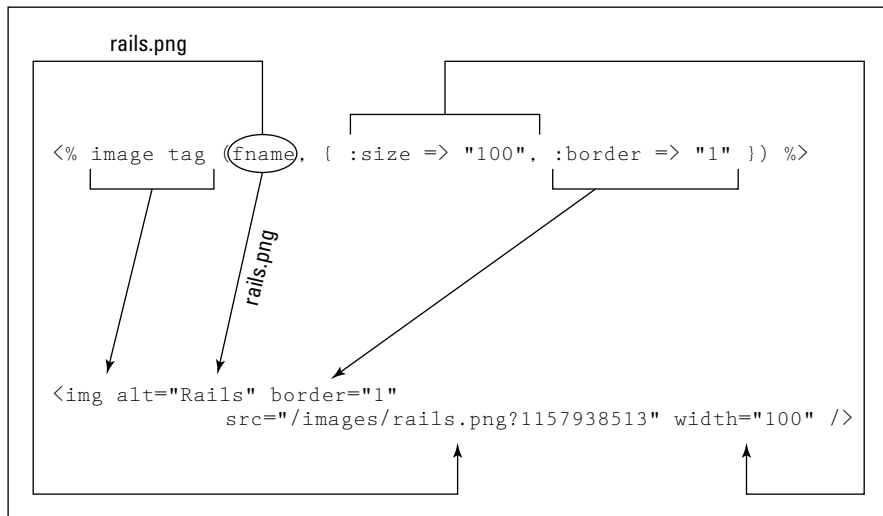 rails.png
<% image tag (fname, { :size => "100", :border => "1" }) %>
rails.png
<img alt="Rails" border="1"
src="/images/rails.png?1157938513" width="100" />